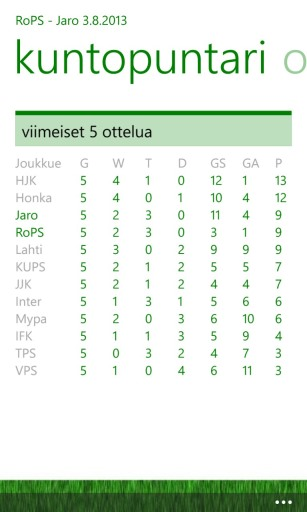 RoPS - Jaro 3.8.2013
kuntopuntari o
viimeiset 5 ottelua
Joukkue G W T D GS GA P
HJK 5 4 1 0 12 1 13
Honka 5 4 0 1 10 4 12
Jaro 5 2 3 0 11 4 9
RoPS 5 2 3 0 3 1 9
Lahti 5 3 0 2 9 9 9
KUPS 5 2 1 2 5 5 7
JJK 5 2 1 2 4 4 7
Inter 5 1 3 1 5 6 6
Mypa 5 2 0 3 6 10 6
IFK 5 1 1 3 5 9 4
TPS 5 0 3 2 4 7 3
VPS 5 1 0 4 6 11 3